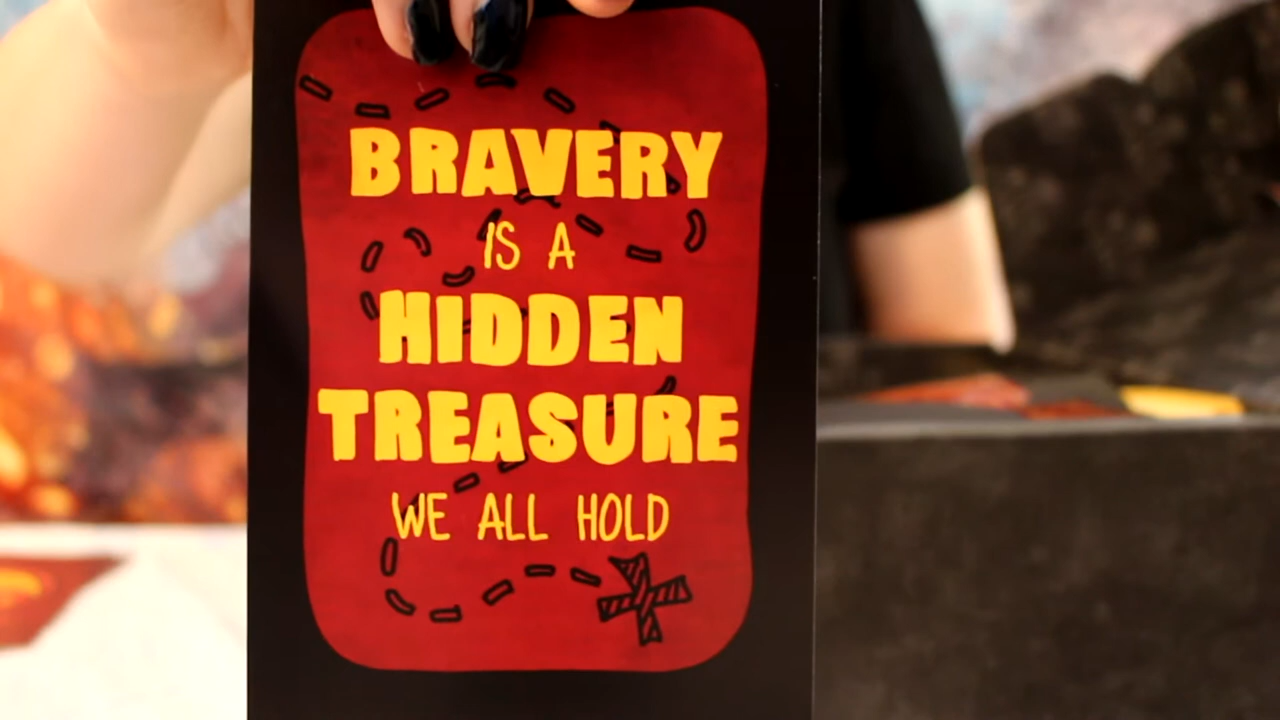 BRAVERY
IS A
HIDDEN
TREASURE
WE ALL HOLD